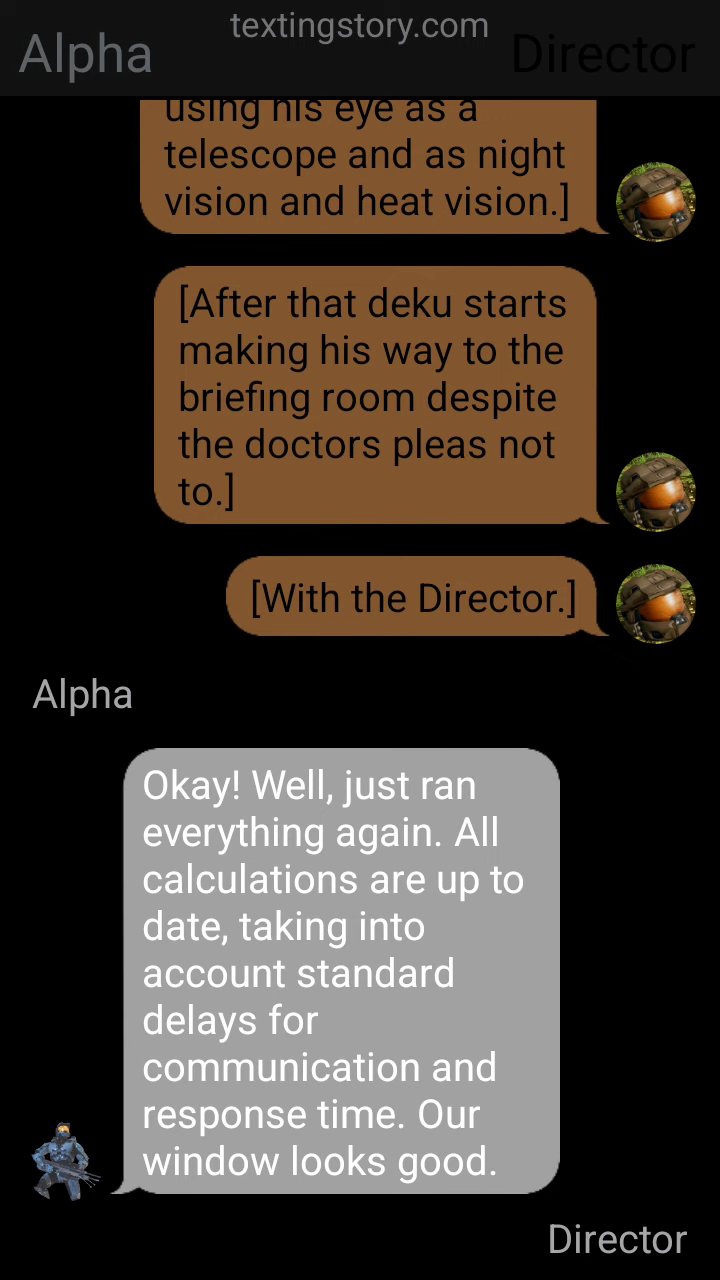 textingstory.com
Alpha
Director
using his eye as a
telescope and as night
vision and heat vision.]
[After that deku starts
making his way to the
briefing room despite
the doctors pleas not
to.]
[With the Director.]
Alpha
Okay! Well, just ran
everything again. All
calculations are up to
date, taking into
account standard
delays for
communication and
response time. Our
window looks good.
Director